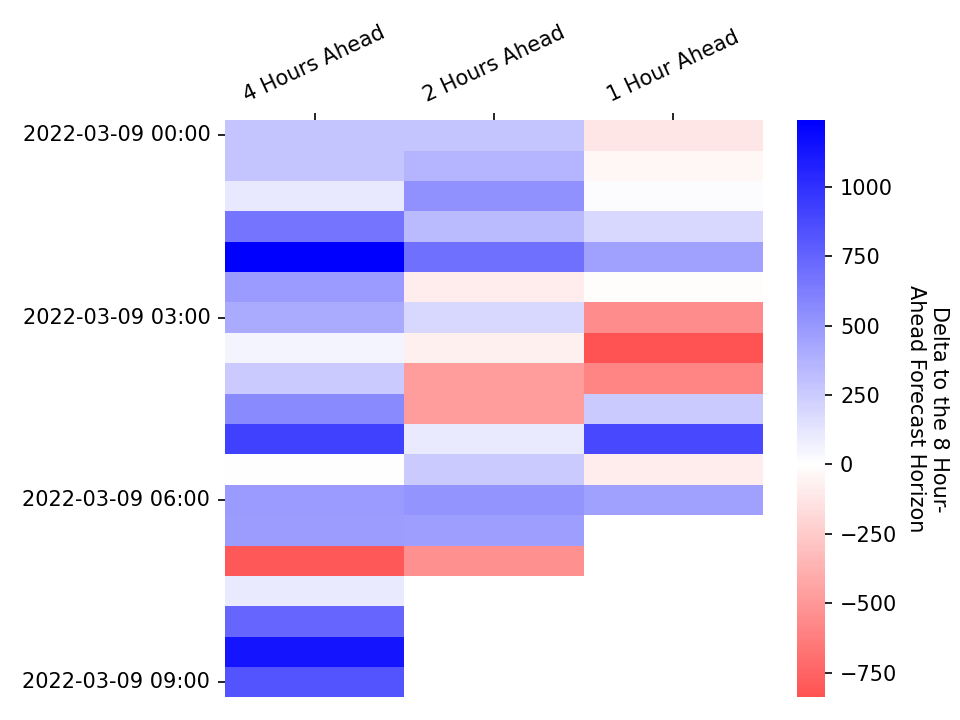 4 Hours Ahead
2 Hours Ahead
1 Hour Ahead
2022-03-09 00:00
2022-03-09 03:00
2022-03-09 06:00
2022-03-09 09:00
1000
750
500
250
0
−250
−500
−750
Delta to the 8 Hour-
Ahead Forecast Horizon